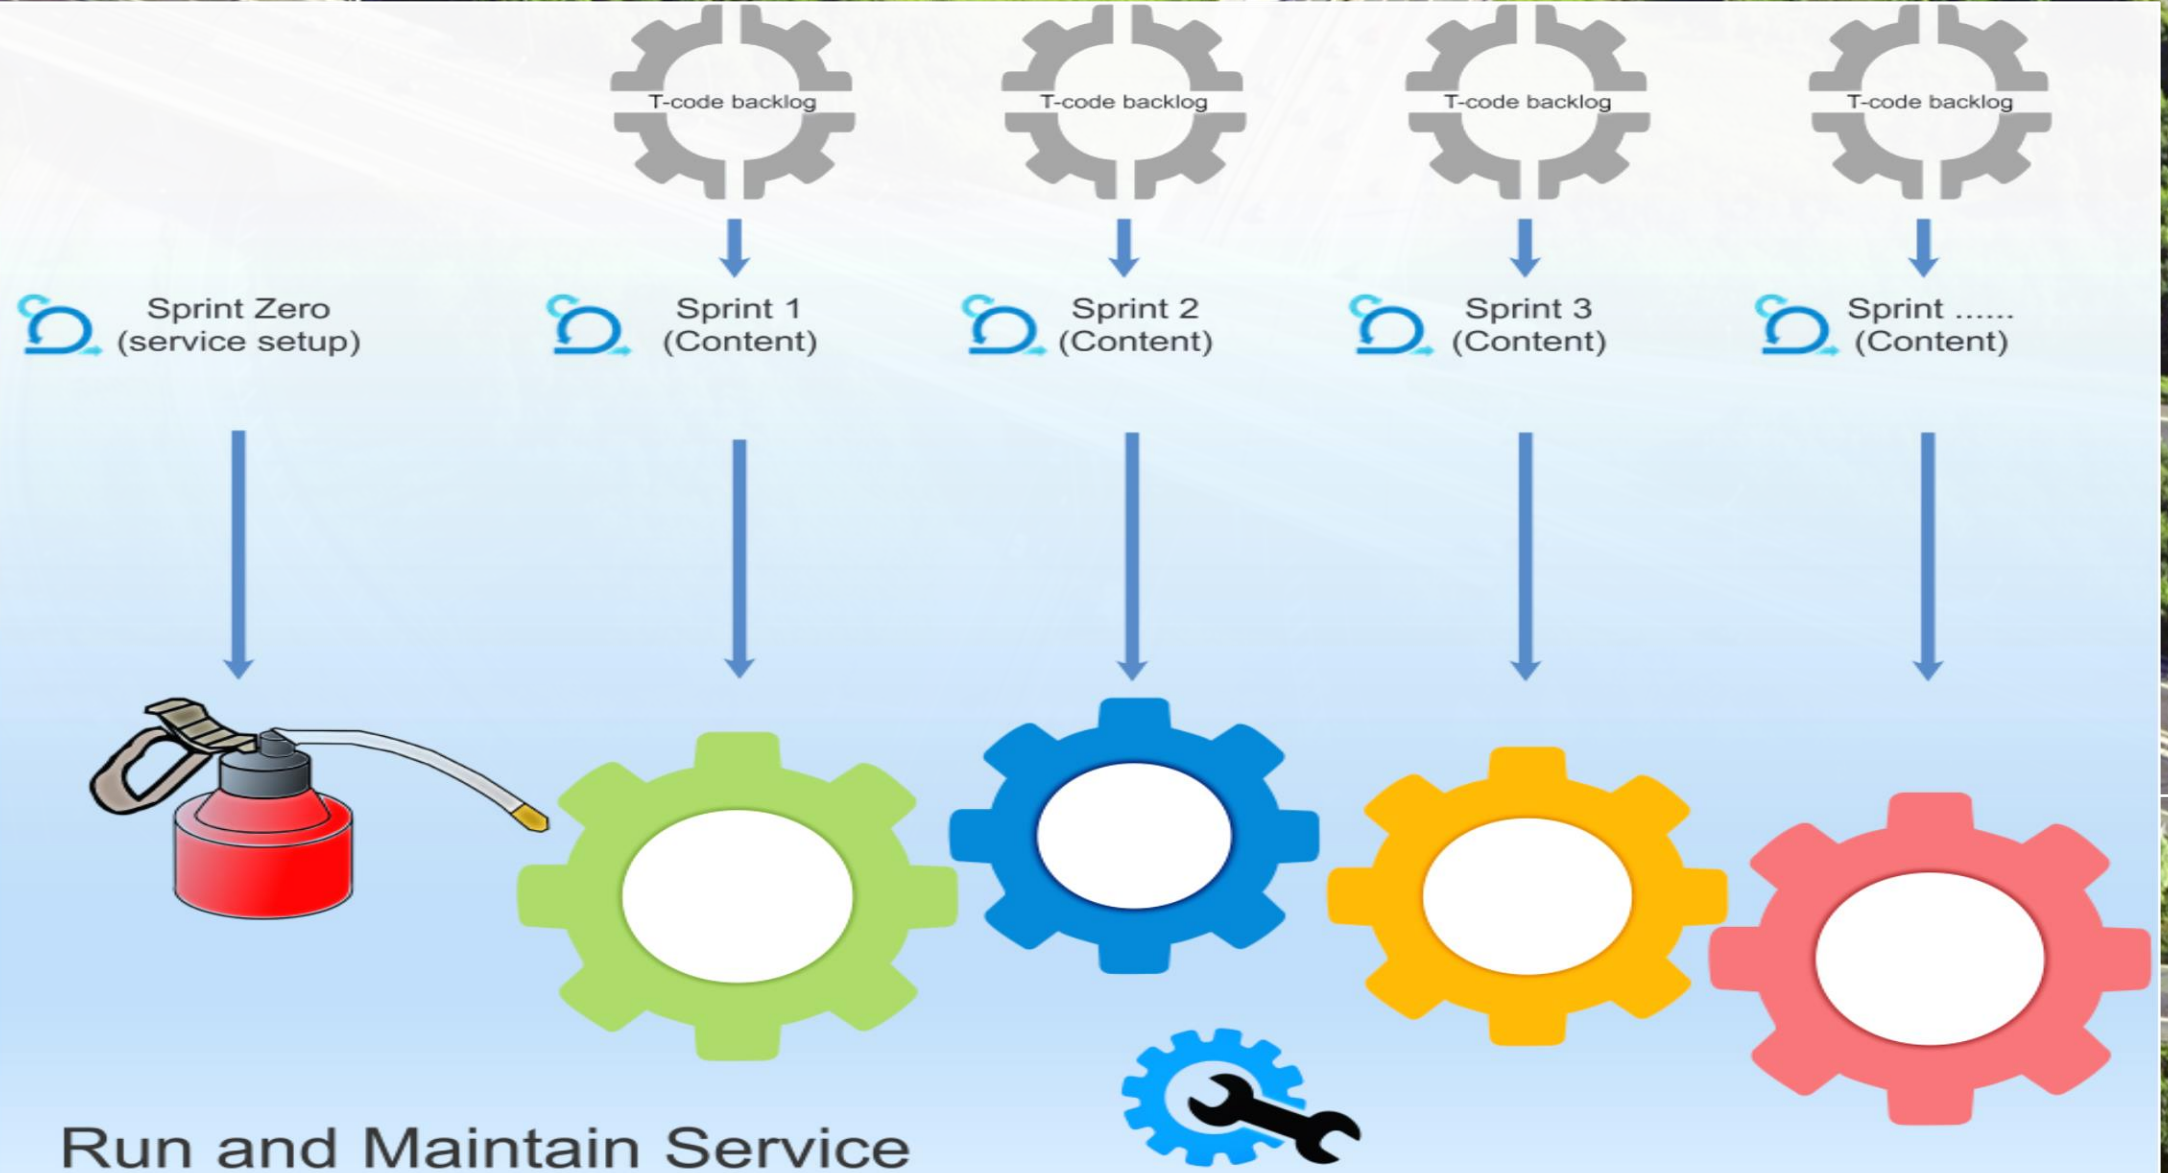 T-code backlog
T-code backlog
T-code backlog
T-code backlog
Sprint Zero
(service setup)
Sprint 1
(Content)
Sprint 2
(Content)
Sprint 3
(Content)
Sprint ......
(Content)
Run and Maintain Service